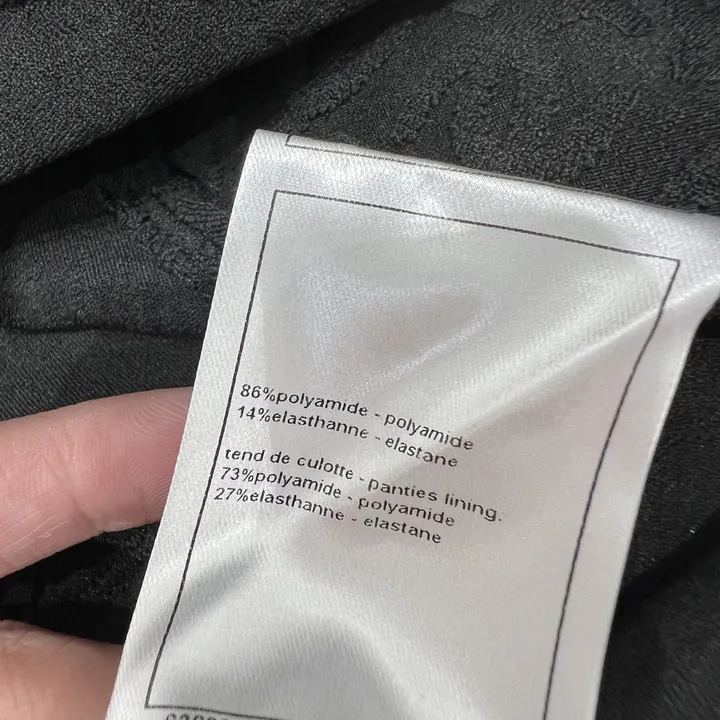 86%polyamide - polyamide
14%elasthanne - elastane
tend de culotte - panties lining.
73%polyamide - polyamide
27%elasthanne - elastane